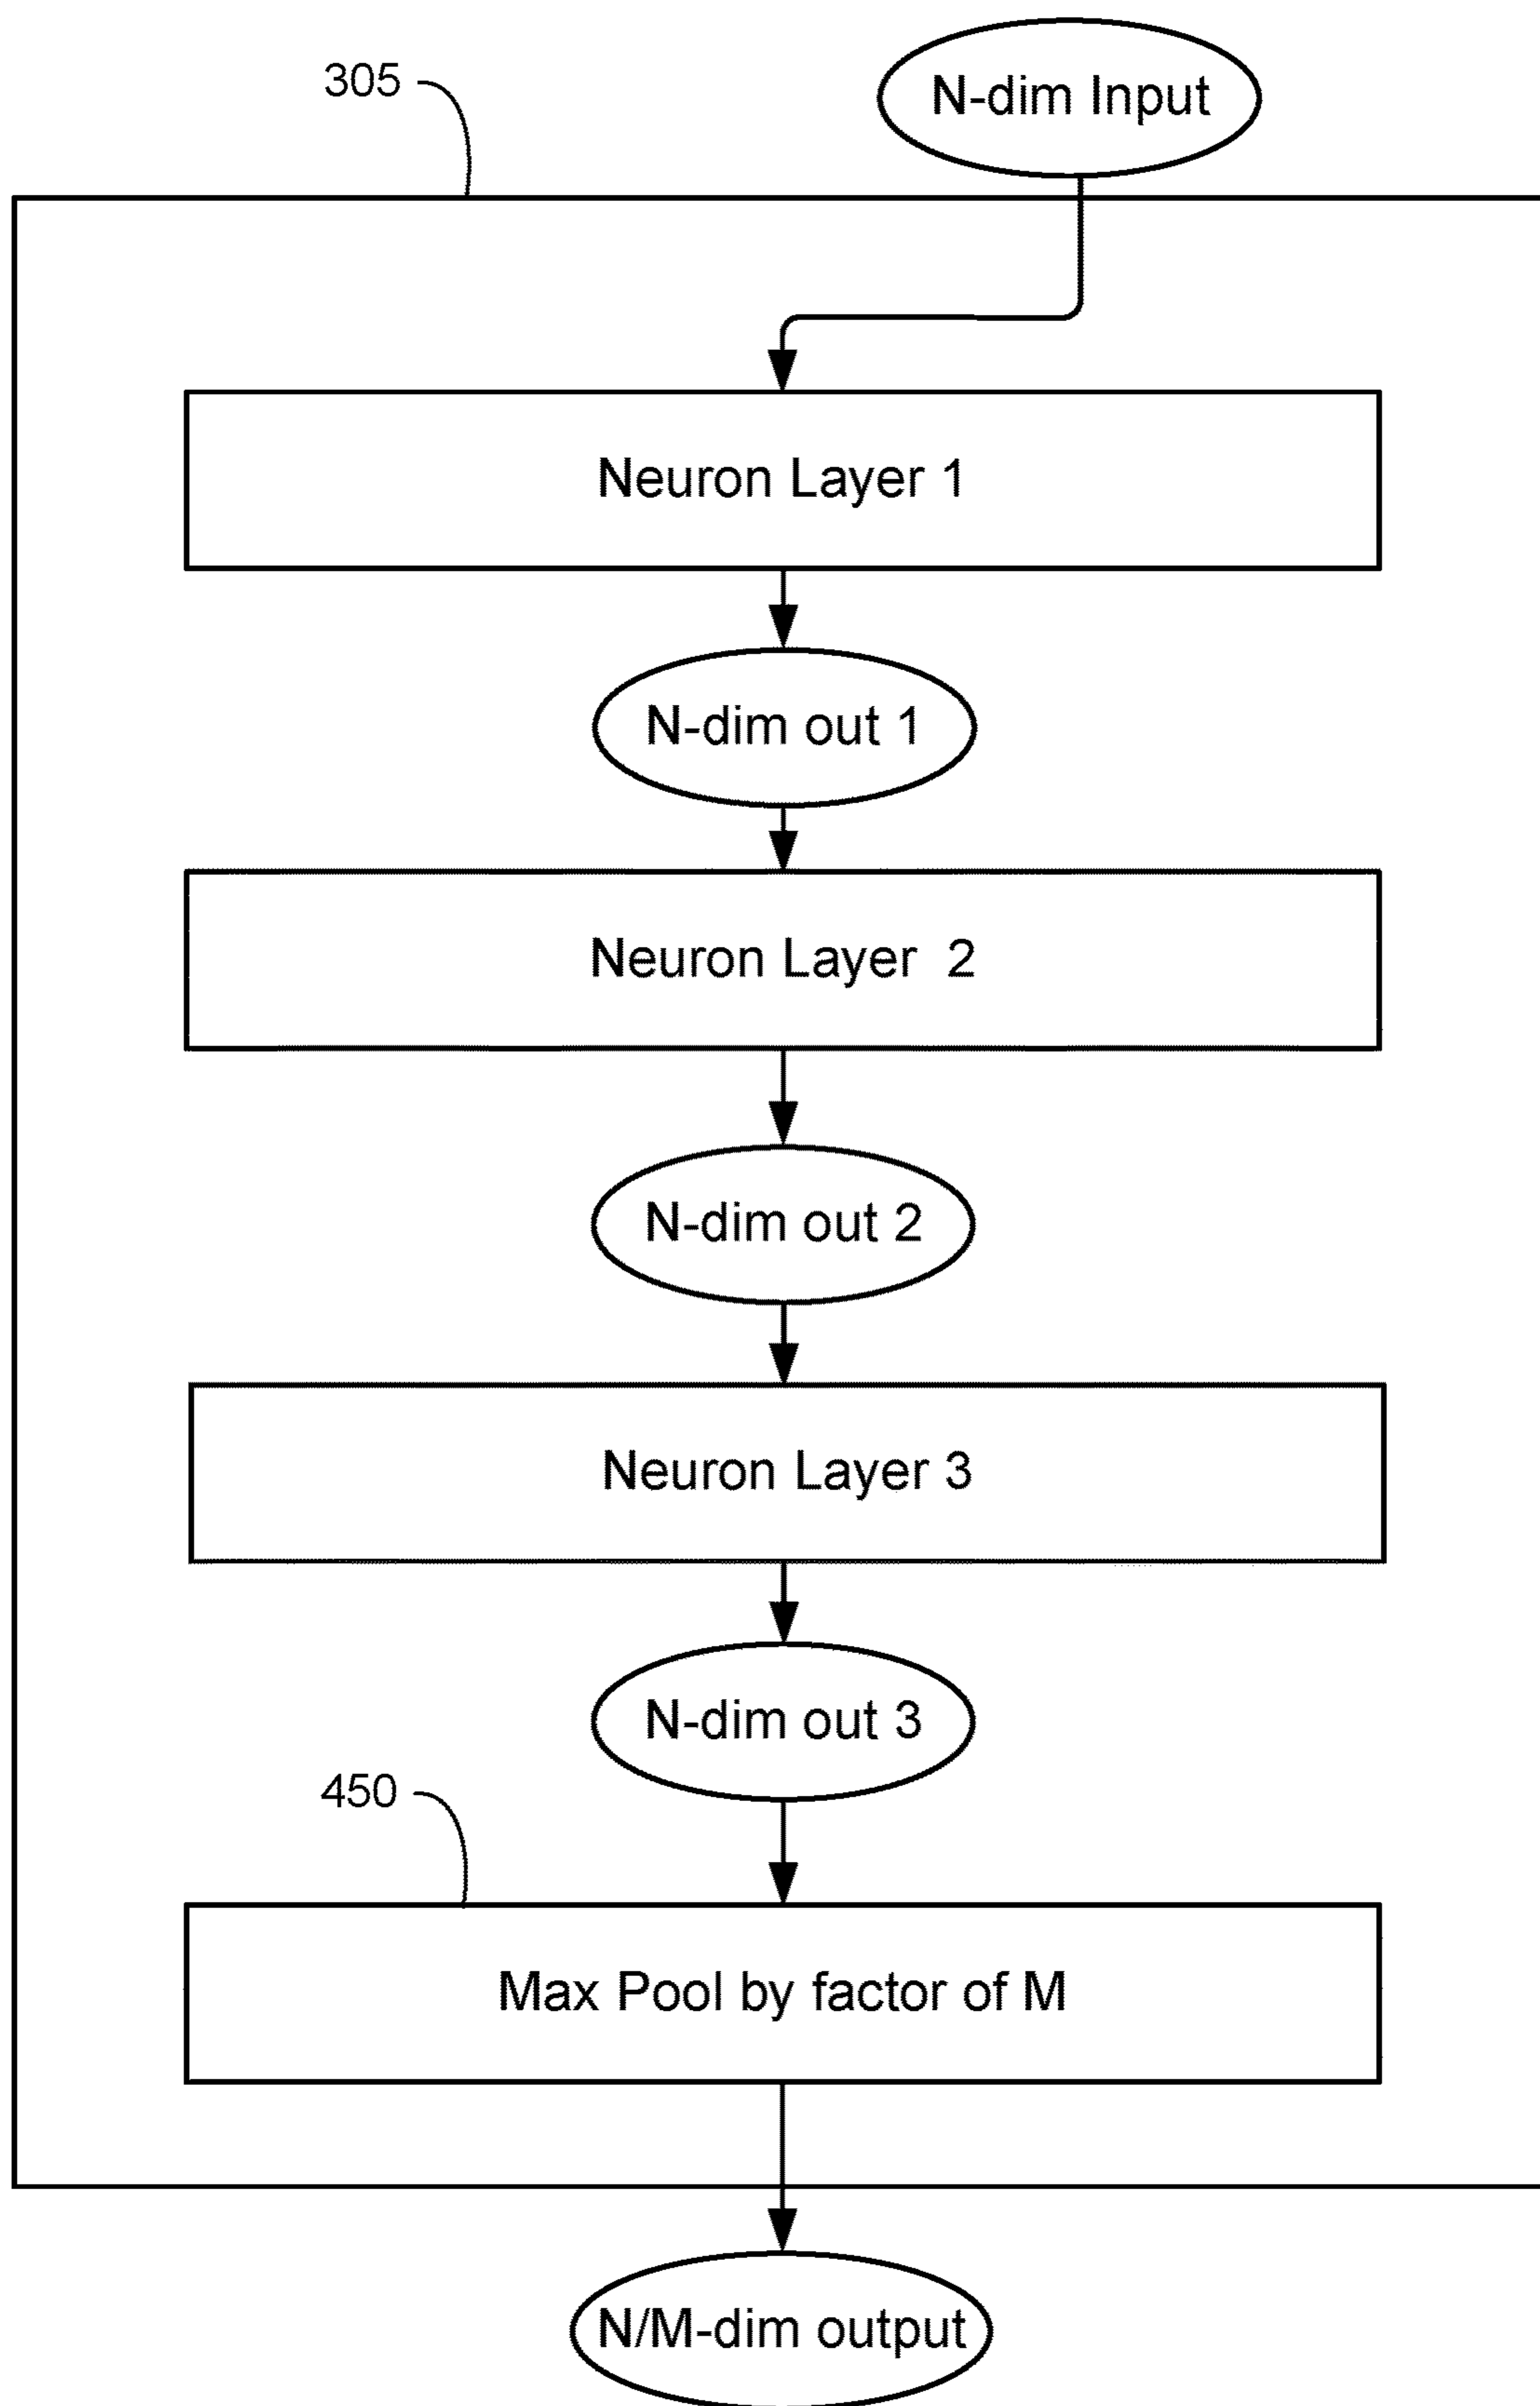 305
N-dim Input
Neuron Layer 1
N-dim out 1
Neuron Layer 2
N-dim out 2
Neuron Layer 3
N-dim out 3
450
Max Pool by factor of M
N/M-dim output